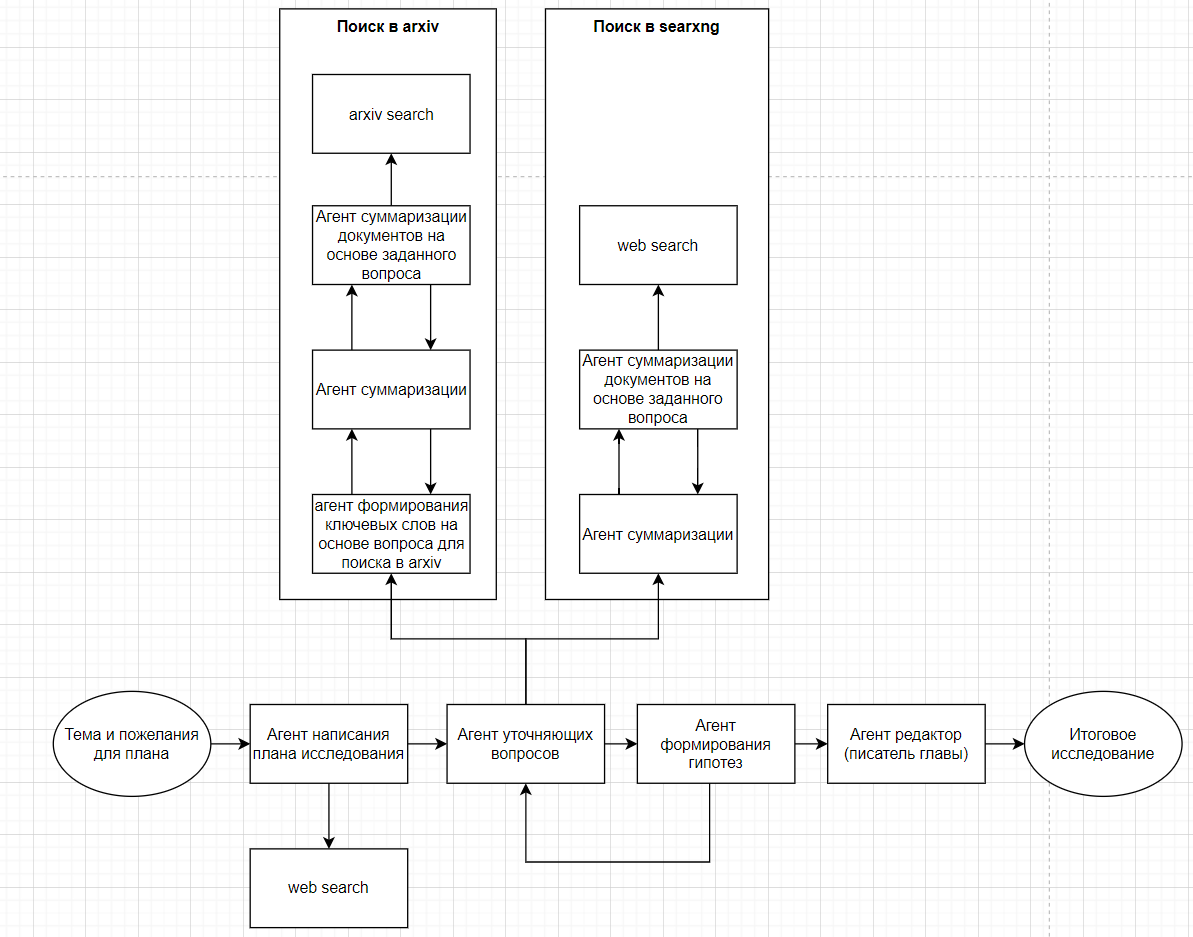 Поиск в arxiv
arxiv search
Агент суммаризации
документов на
основе заданного
вопроса
Агент суммаризации
агент формирования
ключевых слов на
основе вопроса для
поиска в arxiv
Поиск в searxng
web search
Агент суммаризации
документов на
основе заданного
вопроса
Агент суммаризации
Тема и пожелания
для плана
Агент написания
плана исследования
Агент уточняющих
вопросов
Агент
формирования
гипотез
Агент редактор
(писатель главы)
Итоговое
исследование
web search